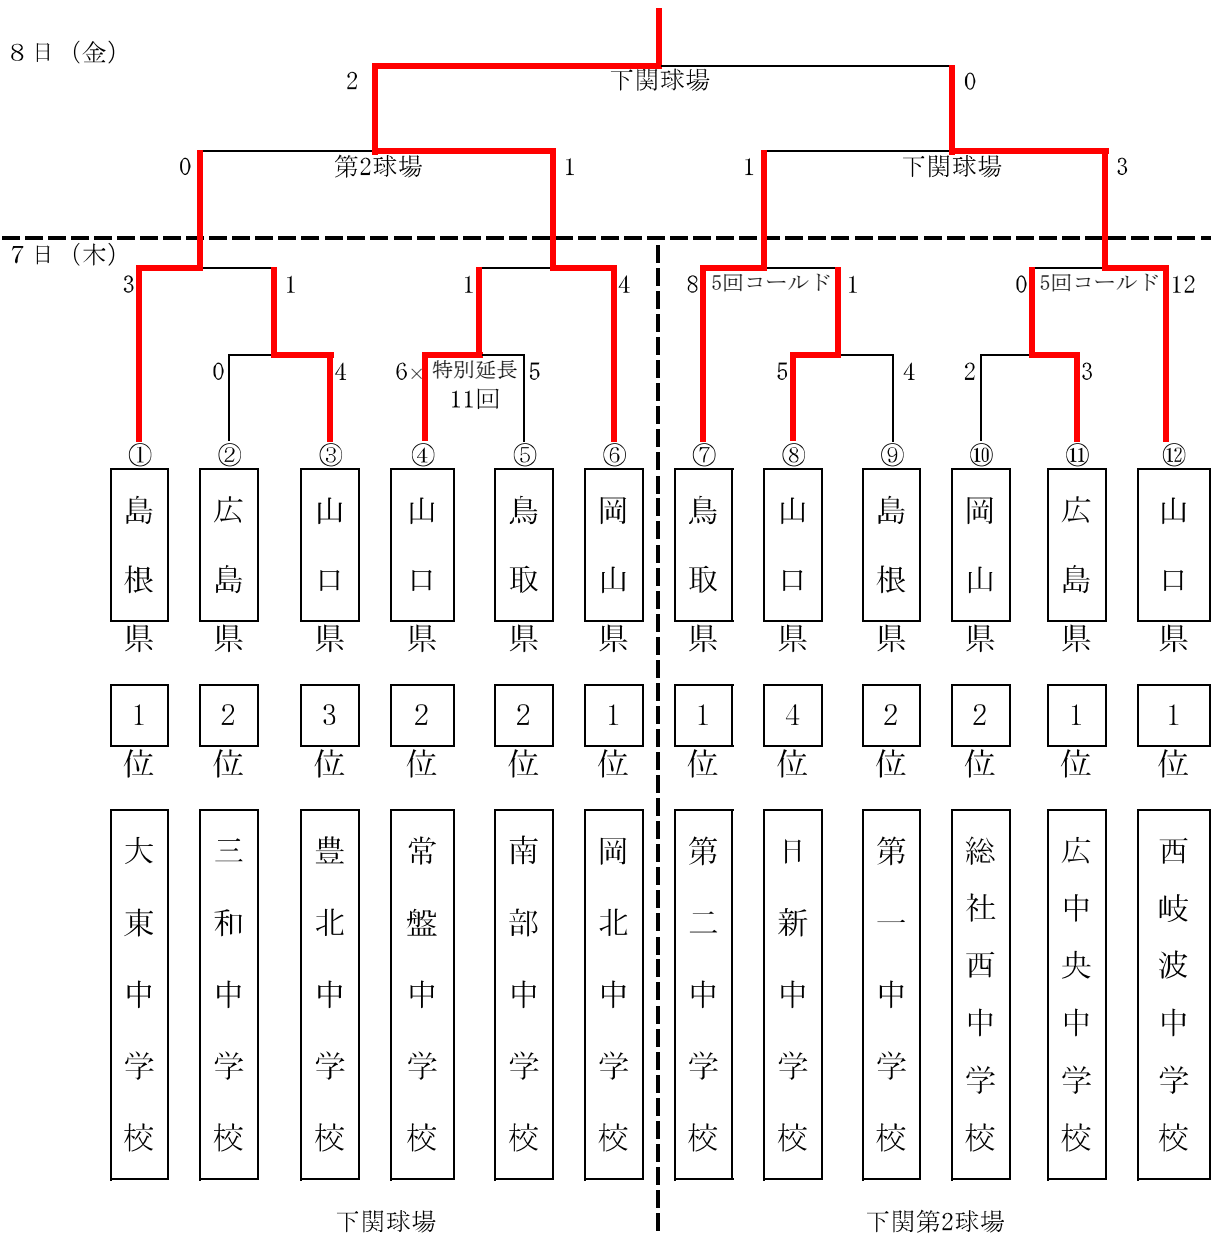 8日（金）
2 下関球場 0
0 第2球場 1
1 下関球場 3
7日（木）
3 1
1 4
8 5回コールド 1
0 5回コールド 12
0 4
6× 特別延長 5
11回
5 4
2 3
① ② ③ ④ ⑤ ⑥ ⑦ ⑧ ⑨ ⑩ ⑪ ⑫
島根県1位大東中学校
広島県2位三和中学校
山口県3位豊北中学校
山口県2位常盤中学校
鳥取県2位南部中学校
岡山県1位岡北中学校
鳥取県1位第二中学校
山口県4位日新中学校
島根県2位第一中学校
岡山県2位総社西中学校
広島県1位広中央中学校
山口県1位西岐波中学校
下関球場
下関第2球場